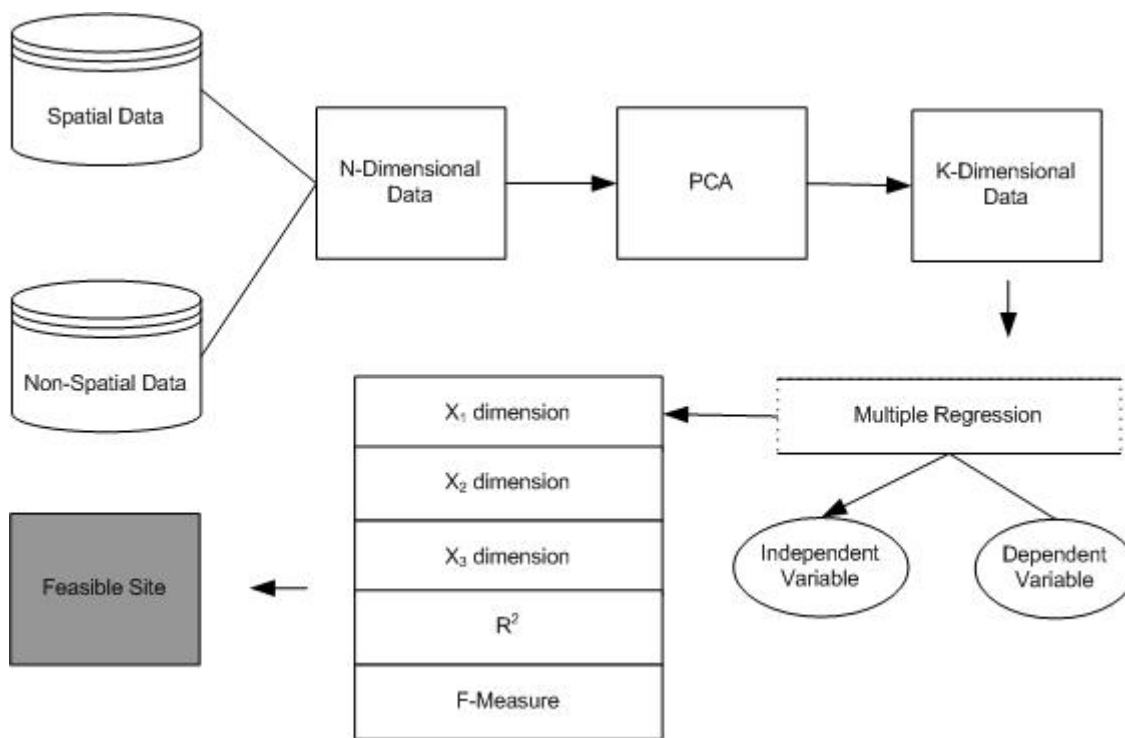 Spatial Data
N-Dimensional
Data
PCA
K-Dimensional
Data
Non-Spatial Data
X₁ dimension
Multiple Regression
X₂ dimension
X₃ dimension
Independent
Variable
Dependent
Variable
Feasible Site
R²
F-Measure